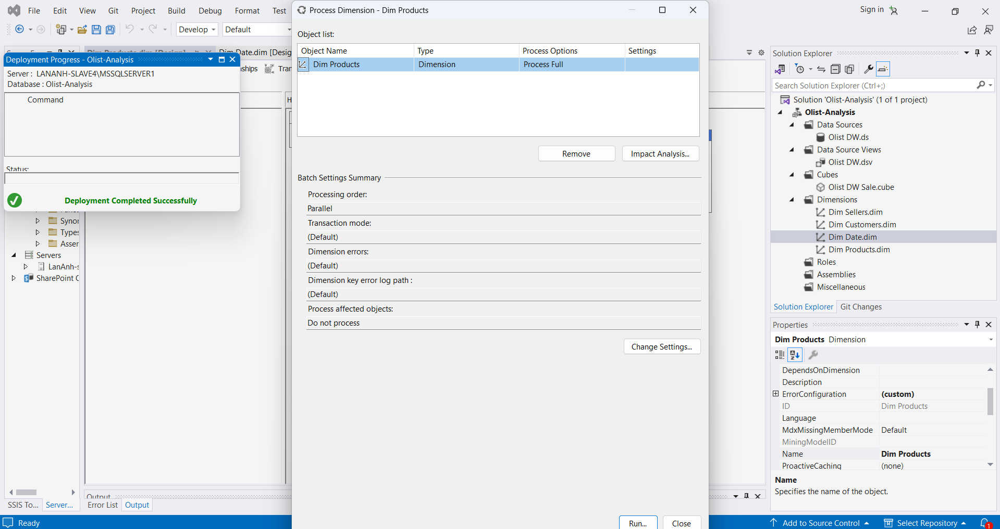 File Edit View Git Project Build Debug Format Test
Sign in
Develop Default
Dim Date.dim [Desig
Deployment Progress - Olist-Analysis
Server : LANANH-SLAVE4\MSSQLSERVER1
Database : Olist-Analysis
Command
Status:
Deployment Completed Successfully
nships Tran
H
Synor
Types
Asser
Servers
LanAnh-s
SharePoint C
SSIS To... Server...
Output
Error List Output
Ready
Process Dimension - Dim Products
Object list:
Object Name Type Process Options Settings
Dim Products Dimension Process Full
Remove Impact Analysis...
Batch Settings Summary
Processing order:
Parallel
Transaction mode:
(Default)
Dimension errors:
(Default)
Dimension key error log path :
(Default)
Process affected objects:
Do not process
Change Settings...
Run... Close
Solution Explorer
Search Solution Explorer (Ctrl+;)
Solution 'Olist-Analysis' (1 of 1 project)
Olist-Analysis
Data Sources
Olist DW.ds
Data Source Views
Olist DW.dsv
Cubes
Olist DW Sale.cube
Dimensions
Dim Sellers.dim
Dim Customers.dim
Dim Date.dim
Dim Products.dim
Roles
Assemblies
Miscellaneous
Solution Explorer Git Changes
Properties
Dim Products Dimension
DependsOnDimension
Description
ErrorConfiguration (custom)
ID Dim Products
Language
MdxMissingMemberMode Default
MiningModelID
Name Dim Products
ProactiveCaching (none)
Name
Specifies the name of the object.
Add to Source Control Select Repository 1